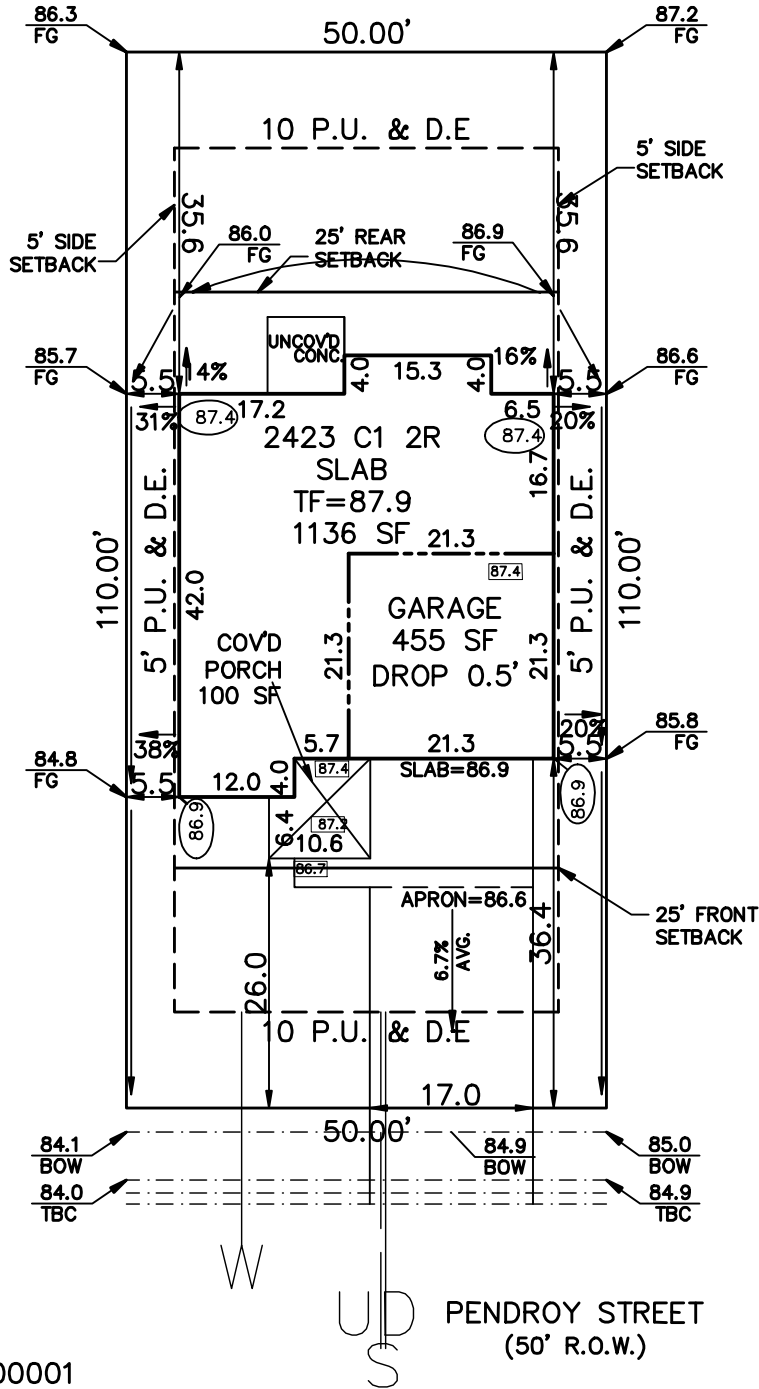 86.3
FG
50.00'
87.2
FG
10 P.U. & D.E
5' SIDE
SETBACK
35.6
35.6
5' SIDE
SETBACK
86.0
FG
25' REAR
SETBACK
86.9
FG
UNCOV'D
CONC.
85.7
FG
14%
16%
86.6
FG
5.5
4.0
15.3
4.0
5.5
31%
87.4
17.2
6.5
87.4
20%
2423 C1 2R
SLAB
TF=87.9
1136 SF
16.7
21.3
87.4
110.00'
5' P.U. & D.E.
42.0
GARAGE
455 SF
DROP 0.5'
21.3
21.3
5' P.U. & D.E.
110.00'
COV'D
PORCH
100 SF
38%
20%
85.8
FG
84.8
FG
5.5
5.7
21.3
5.5
12.0
4.0
87.4
SLAB=86.9
86.9
6.4
87.2
86.9
10.6
86.7
APRON=86.6
25' FRONT
SETBACK
26.0
6.7%
AVG.
36.4
10 P.U. & D.E
17.0
50.00'
84.1
BOW
84.9
BOW
85.0
BOW
84.0
TBC
84.9
TBC
W
UD
S
PENDROY STREET
(50' R.O.W.)
00001